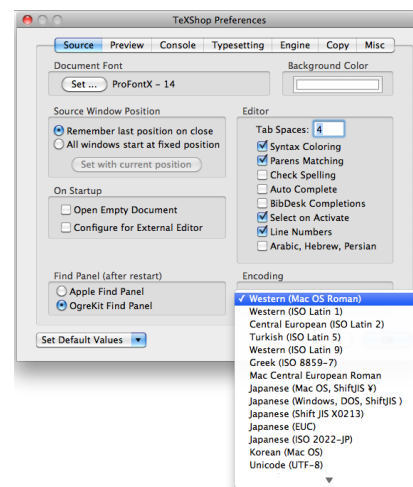 TeXShop Preferences
Source Preview Console Typesetting Engine Copy Misc
Document Font
Set ... ProFontX – 14
Background Color
Source Window Position
Remember last position on close
All windows start at fixed position
Set with current position
Editor
Tab Spaces: 4
Syntax Coloring
Parens Matching
Check Spelling
Auto Complete
BibDesk Completions
Select on Activate
Line Numbers
Arabic, Hebrew, Persian
On Startup
Open Empty Document
Configure for External Editor
Find Panel (after restart)
Apple Find Panel
OgreKit Find Panel
Encoding
Western (Mac OS Roman)
Western (ISO Latin 1)
Central European (ISO Latin 2)
Turkish (ISO Latin 5)
Western (ISO Latin 9)
Greek (ISO 8859-7)
Mac Central European Roman
Japanese (Mac OS, ShiftJIS ¥)
Japanese (Windows, DOS, ShiftJIS )
Japanese (Shift JIS X0213)
Japanese (EUC)
Japanese (ISO 2022-JP)
Korean (Mac OS)
Unicode (UTF-8)
Set Default Values